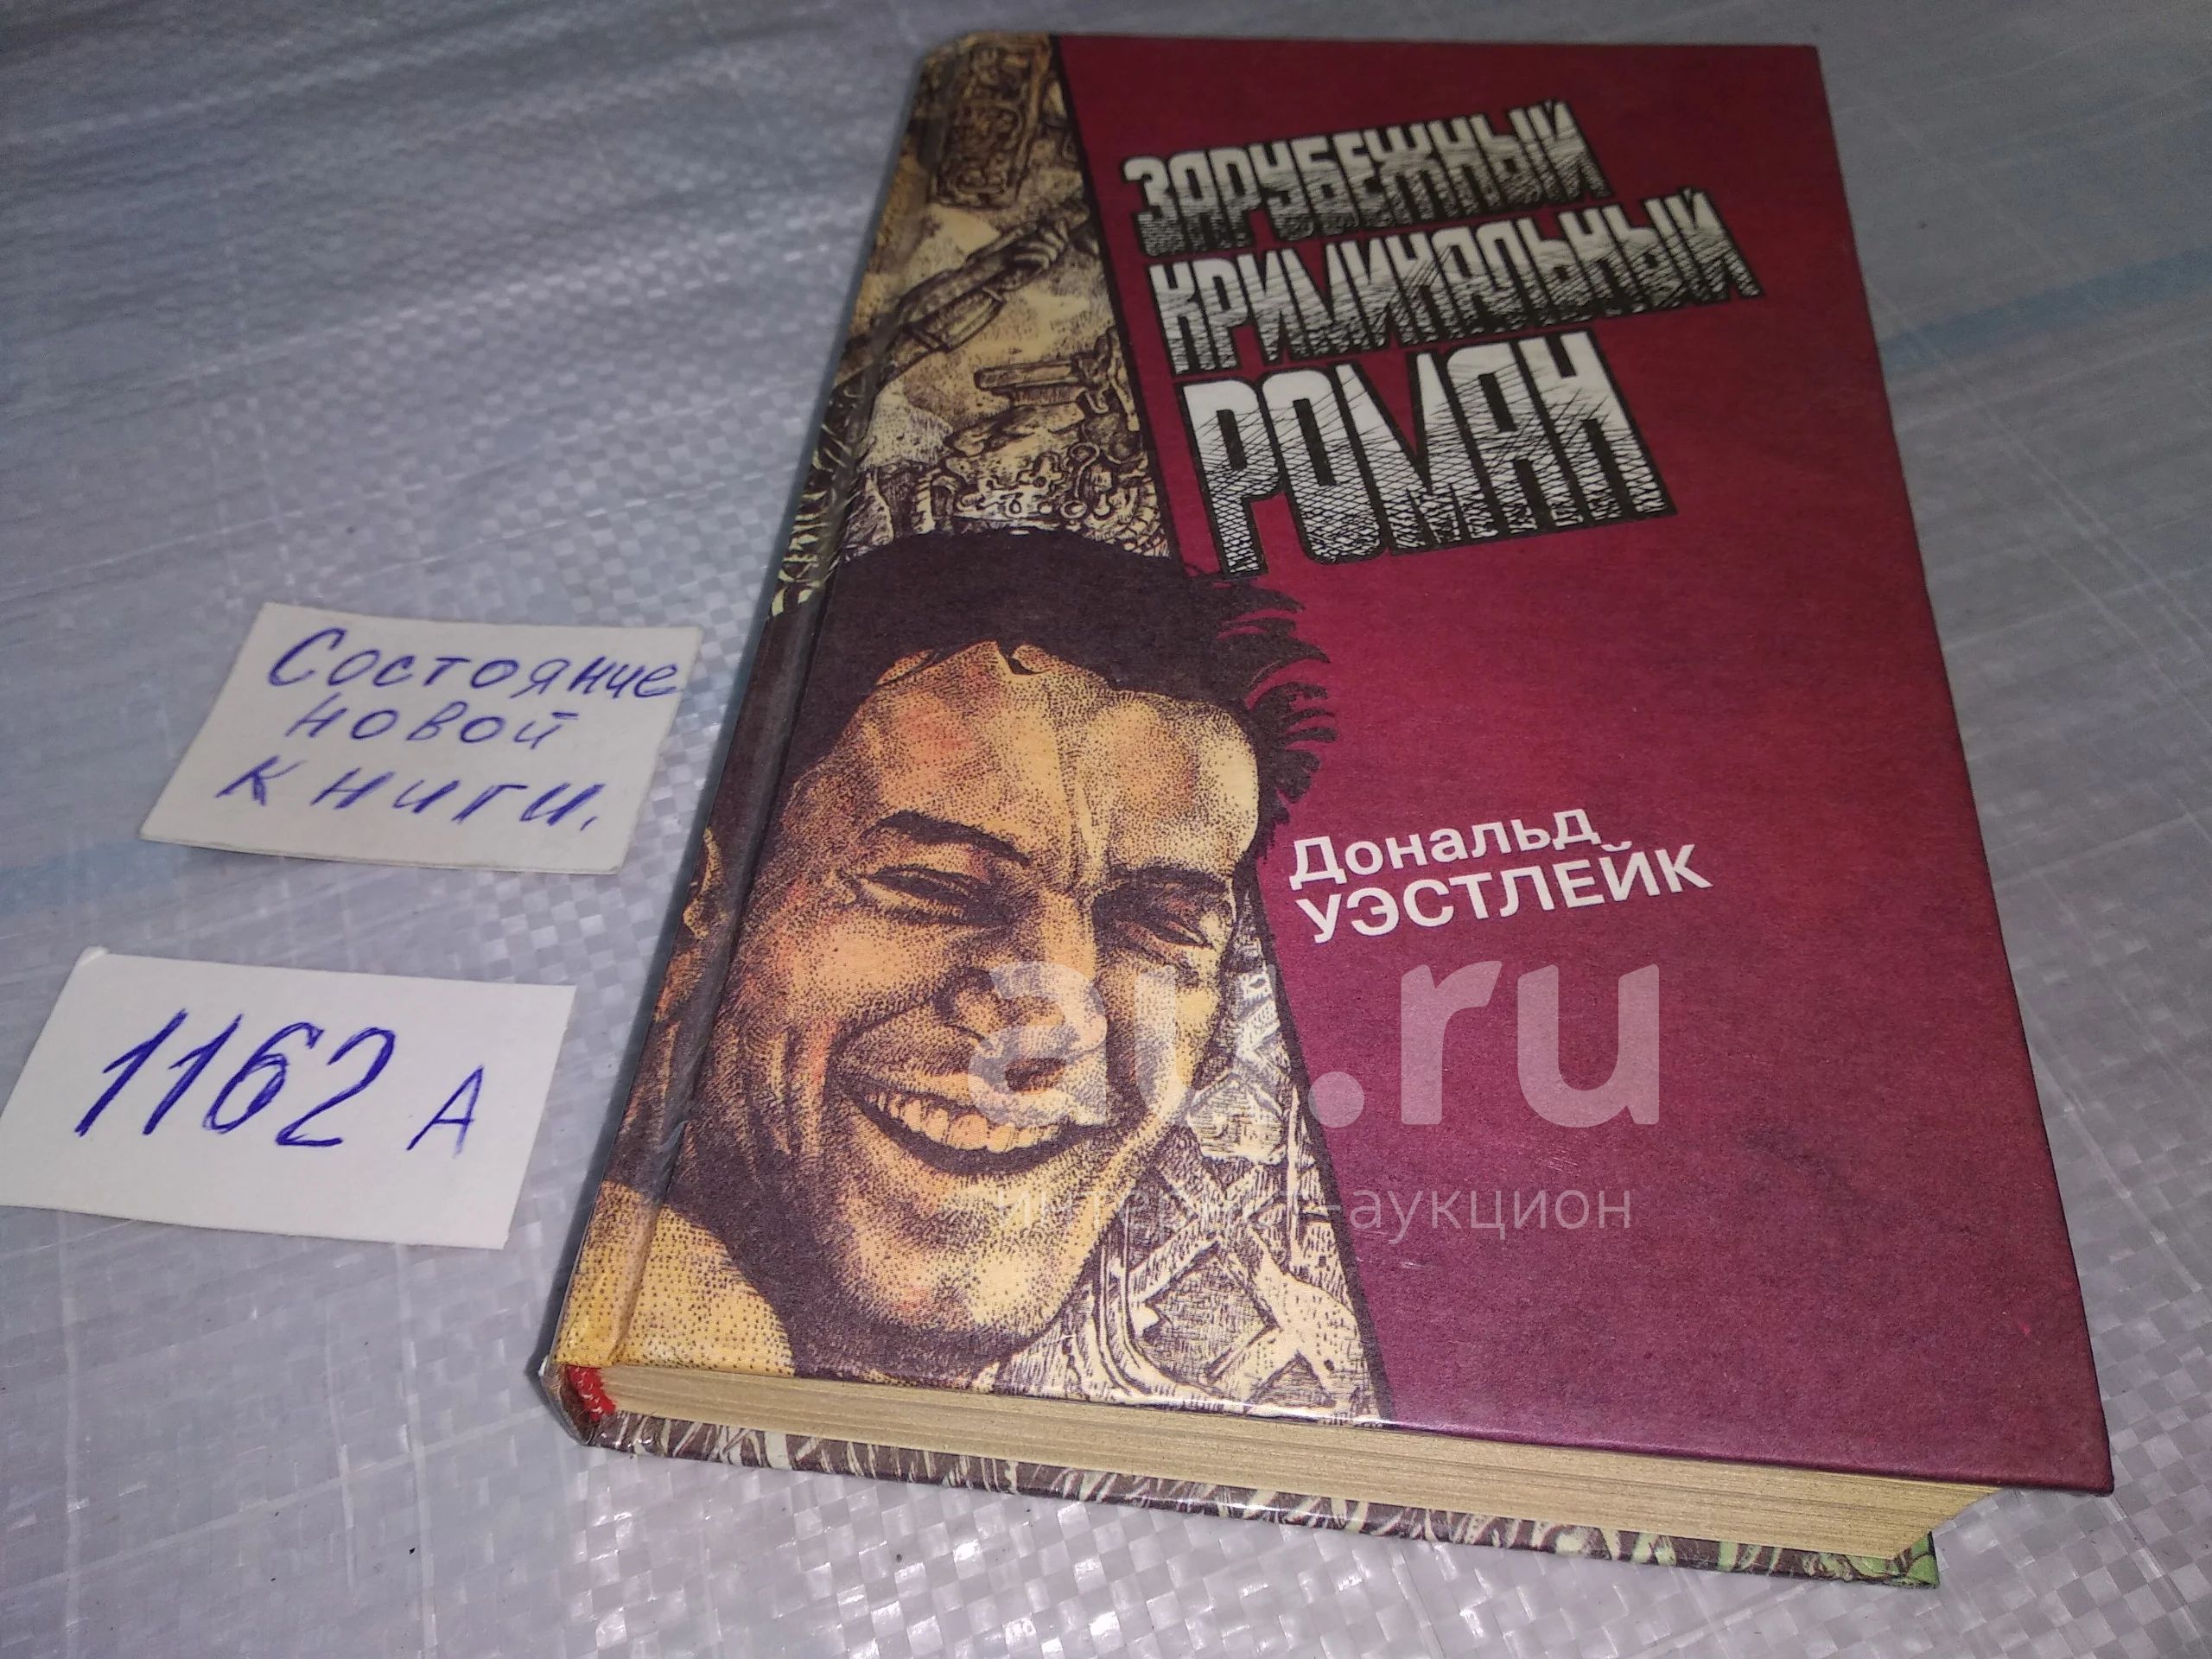 ЗАРУБЕЖНЫЙ
КРИМИНАЛЬНЫЙ
РОМАН
Дональд
УЭСТЛЕЙК
Состояние
новой
книги.
1162 А
au.ru
интернет-аукцион